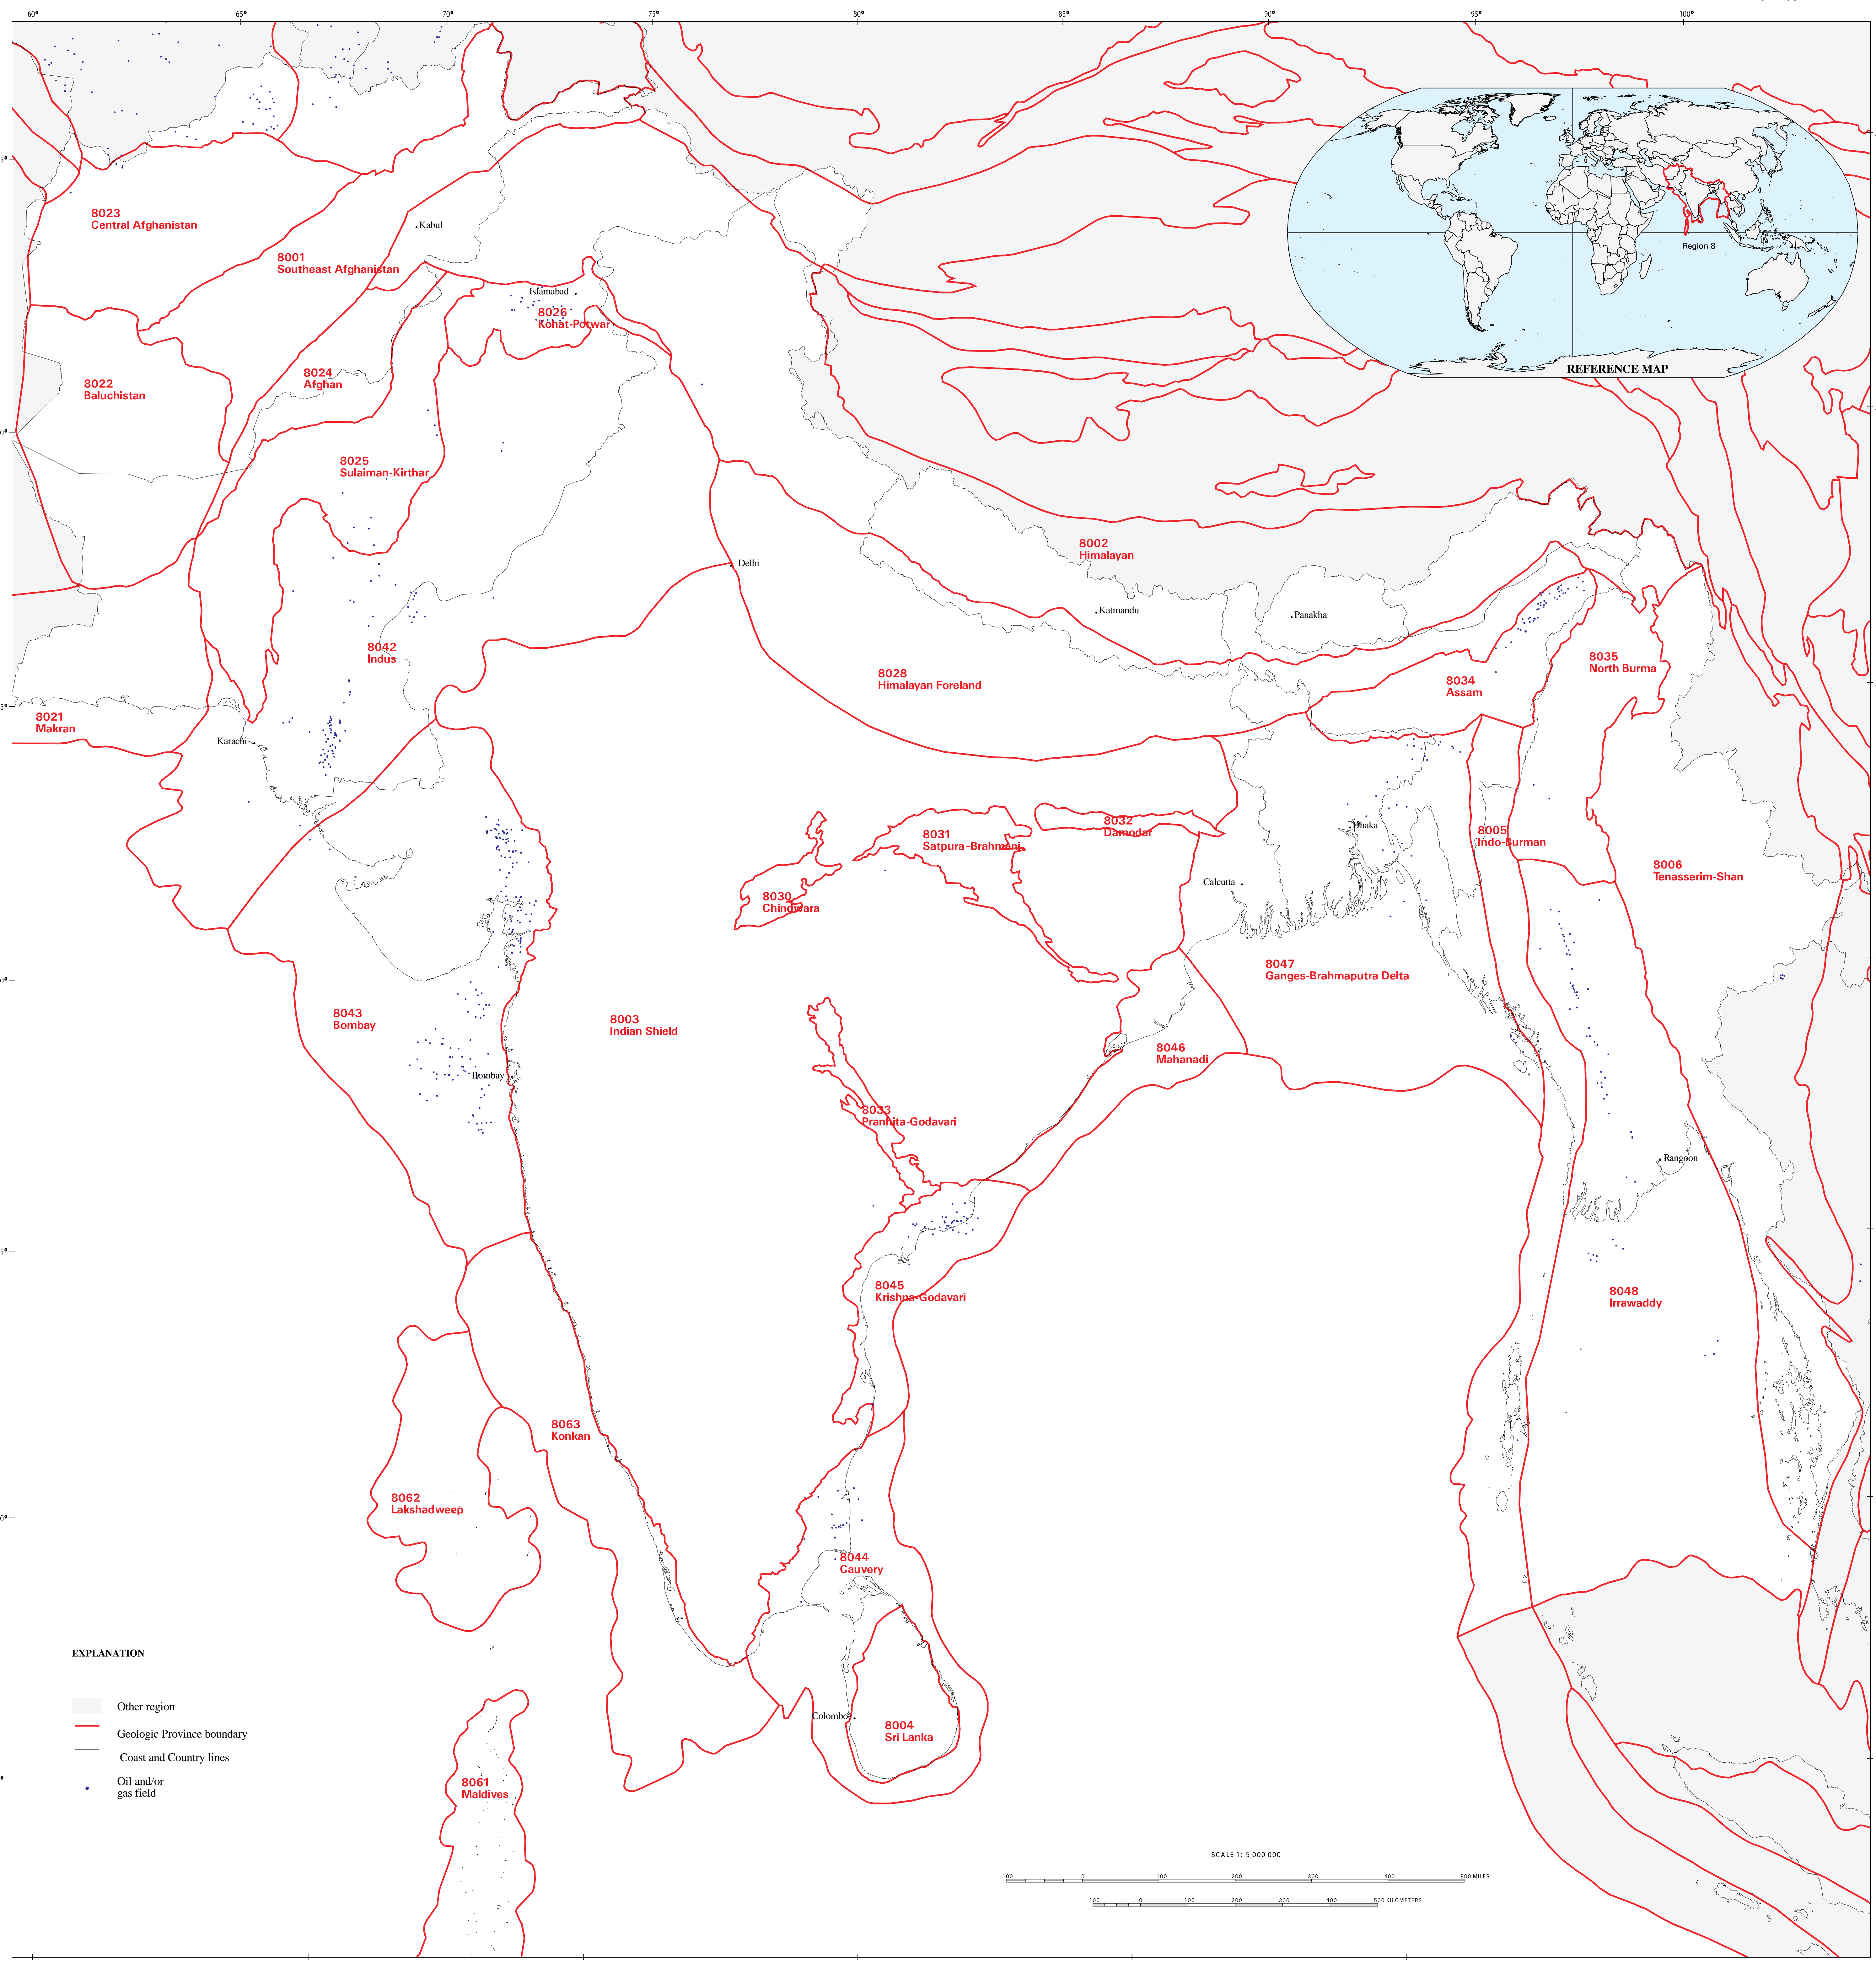 60°
65°
70°
75°
80°
85°
90°
95°
100°
5°
0°
5°
0°
5°
0°
°
8023
Central Afghanistan
Kabul
8001
Southeast Afghanistan
Islamabad
8026
Kohat-Potwar
8024
Afghan
8022
Baluchistan
8025
Sulaiman-Kirthar
Region 8
REFERENCE MAP
8002
Himalayan
Delhi
Katmandu
Panakha
8042
Indus
8028
Himalayan Foreland
8035
North Burma
8034
Assam
8021
Makran
Karachi
8031
Satpura-Brahmani
8032
Damodar
Dhaka
8005
Indo-Burman
8006
Tenasserim-Shan
8030
Chindwara
Calcutta
8047
Ganges-Brahmaputra Delta
8043
Bombay
8003
Indian Shield
8046
Mahanadi
Bombay
8033
Pranhita-Godavari
Rangoon
8045
Krishna-Godavari
8048
Irrawaddy
8063
Konkan
8062
Lakshadweep
8044
Cauvery
Colombo
8004
Sri Lanka
8061
Maldives
EXPLANATION
Other region
Geologic Province boundary
Coast and Country lines
Oil and/or
gas field
SCALE 1: 5 000 000
100 0 100 200 300 400 500 MILES
100 0 100 200 300 400 500 KILOMETERS